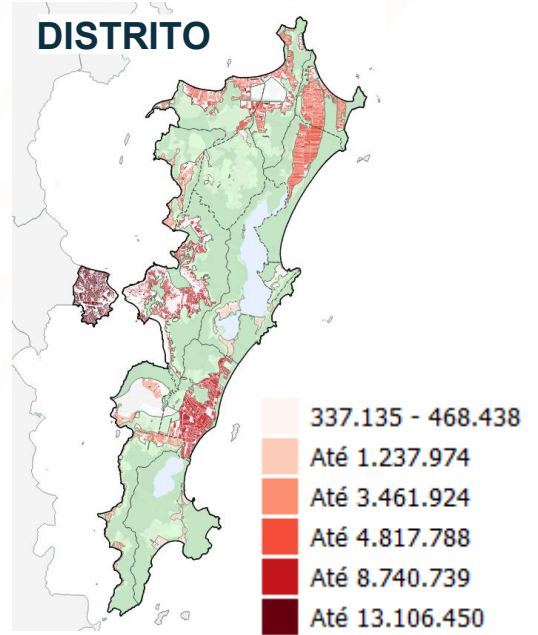 DISTRITO
337.135 - 468.438
Até 1.237.974
Até 3.461.924
Até 4.817.788
Até 8.740.739
Até 13.106.450